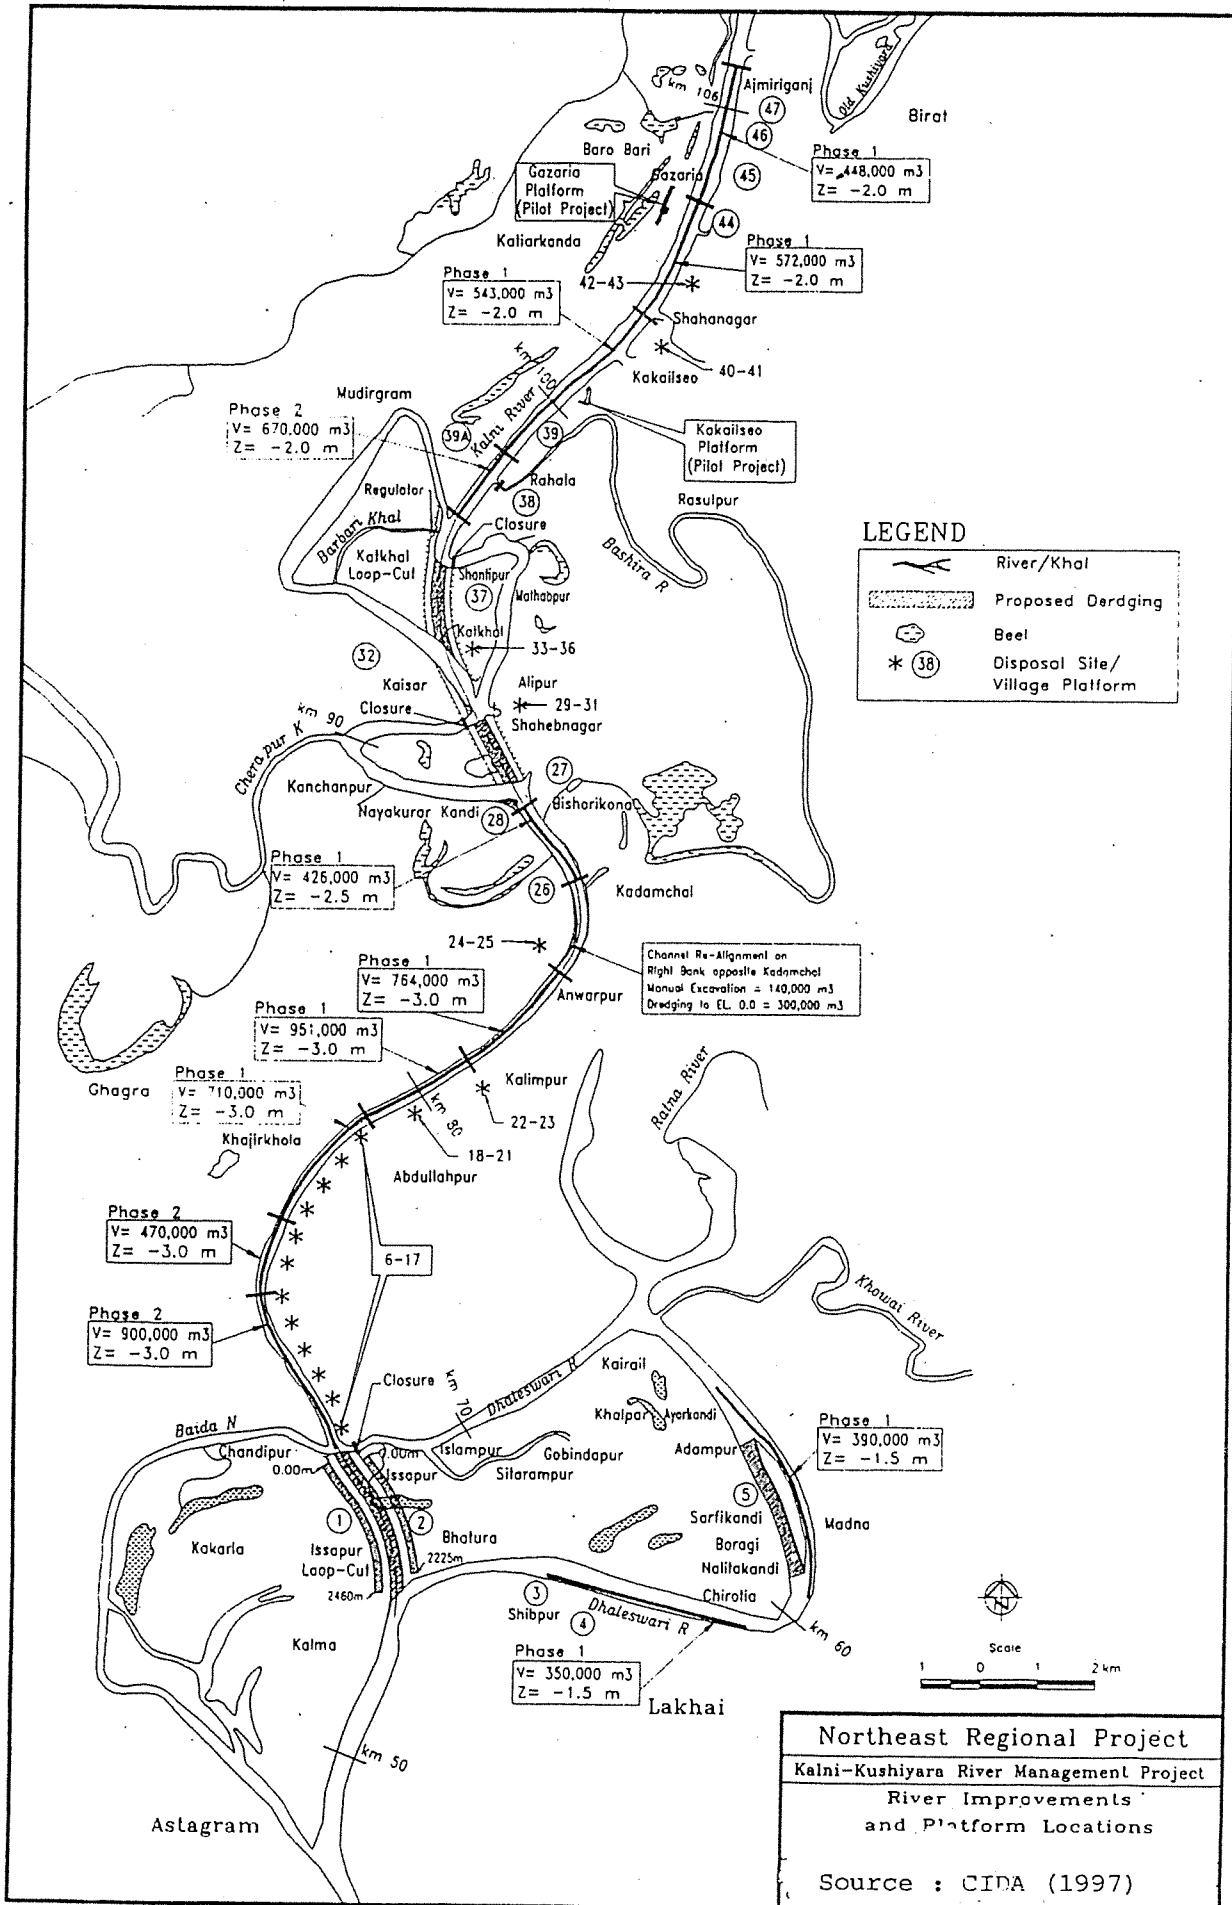 Ajmiriganj
km 106
47
Old Kushiyara
Birat
46
Baro Bari
Phase 1
V= 448,000 m3
Z= -2.0 m
Gazaria
Platform
(Pilot Project)
Gazaria
45
44
Kaliarkanda
Phase 1
V= 572,000 m3
Z= -2.0 m
Phase 1
V= 543,000 m3
Z= -2.0 m
42-43
Shahanagar
40-41
Kakailseo
km 100
Mudirgram
Phase 2
V= 670,000 m3
Z= -2.0 m
39A
Kalni River
39
Kakailseo
Platform
(Pilot Project)
Rahala
38
Regulator
Rasulpur
Closure
Barbari Khal
Katkhal
Loop-Cut
Bashira R
LEGEND
River/Khal
Proposed Derdging
Beel
38
Disposal Site/
Village Platform
Shantipur
37
Mathabpur
Katkhal
33-36
32
Kaisar
Alipur
29-31
Closure
Shahebnagar
km 90
Cherapur K
Kanchanpur
27
Bishorikona
Nayakurar Kandi
28
Phase 1
V= 426,000 m3
Z= -2.5 m
26
Kadamchal
24-25
Channel Re-Alignment on
Right Bank opposite Kadamchal
Manual Excavation = 140,000 m3
Dredging to EL. 0.0 = 300,000 m3
Phase 1
V= 764,000 m3
Z= -3.0 m
Anwarpur
Phase 1
V= 951,000 m3
Z= -3.0 m
Ghagra
Phase 1
V= 710,000 m3
Z= -3.0 m
Kalimpur
Ratna River
km 80
22-23
Khajirkhola
18-21
Abdullahpur
Phase 2
V= 470,000 m3
Z= -3.0 m
6-17
Khowai River
Phase 2
V= 900,000 m3
Z= -3.0 m
Closure
km 70
Dhaleswari R
Kairail
Khalpar
Ayarkandi
Baida N
Chandipur
0.00m
0.00m
Issapur
Islampur
Sitarampur
Gobindapur
Adampur
Phase 1
V= 390,000 m3
Z= -1.5 m
5
Sarfikandi
Madna
1
2
Kakarla
Issapur
Loop-Cut
Bhatura
2225m
2460m
Boragi
Nalitakandi
Chirotia
3
Shibpur
4
Dhaleswari R
km 60
Kalma
Phase 1
V= 350,000 m3
Z= -1.5 m
Lakhai
N
Scale
1 0 1 2 km
km 50
Astagram
Northeast Regional Project
Kalni-Kushiyara River Management Project
River Improvements
and Platform Locations
Source : CIDA (1997)